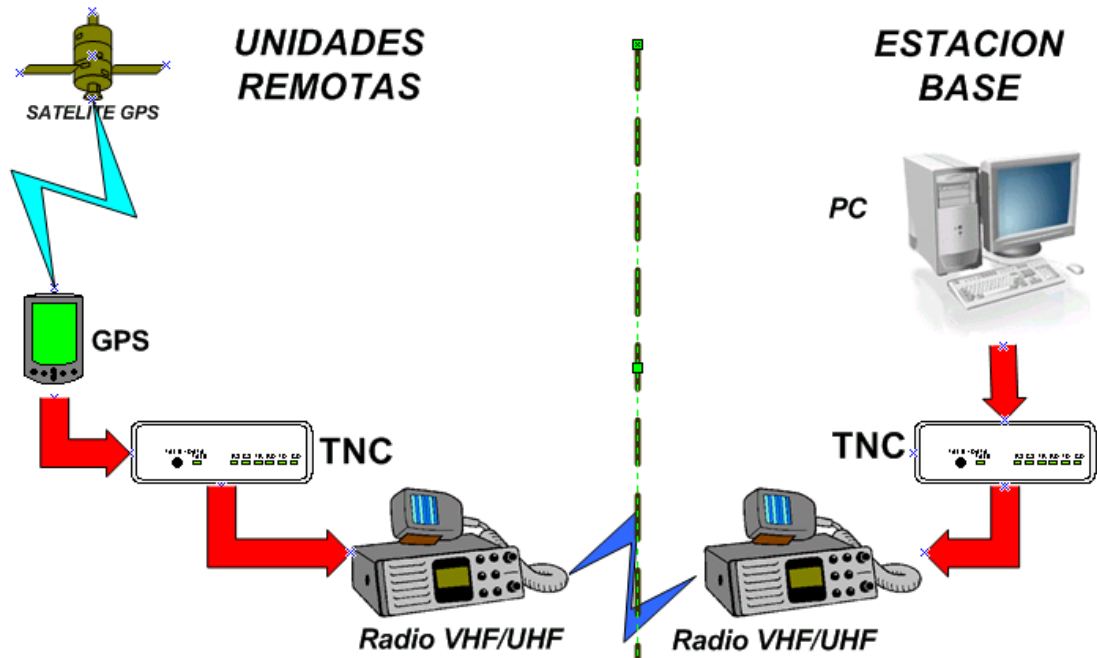 UNIDADES
REMOTAS
ESTACION
BASE
SATELITE GPS
PC
GPS
TNC
TNC
Radio VHF/UHF
Radio VHF/UHF